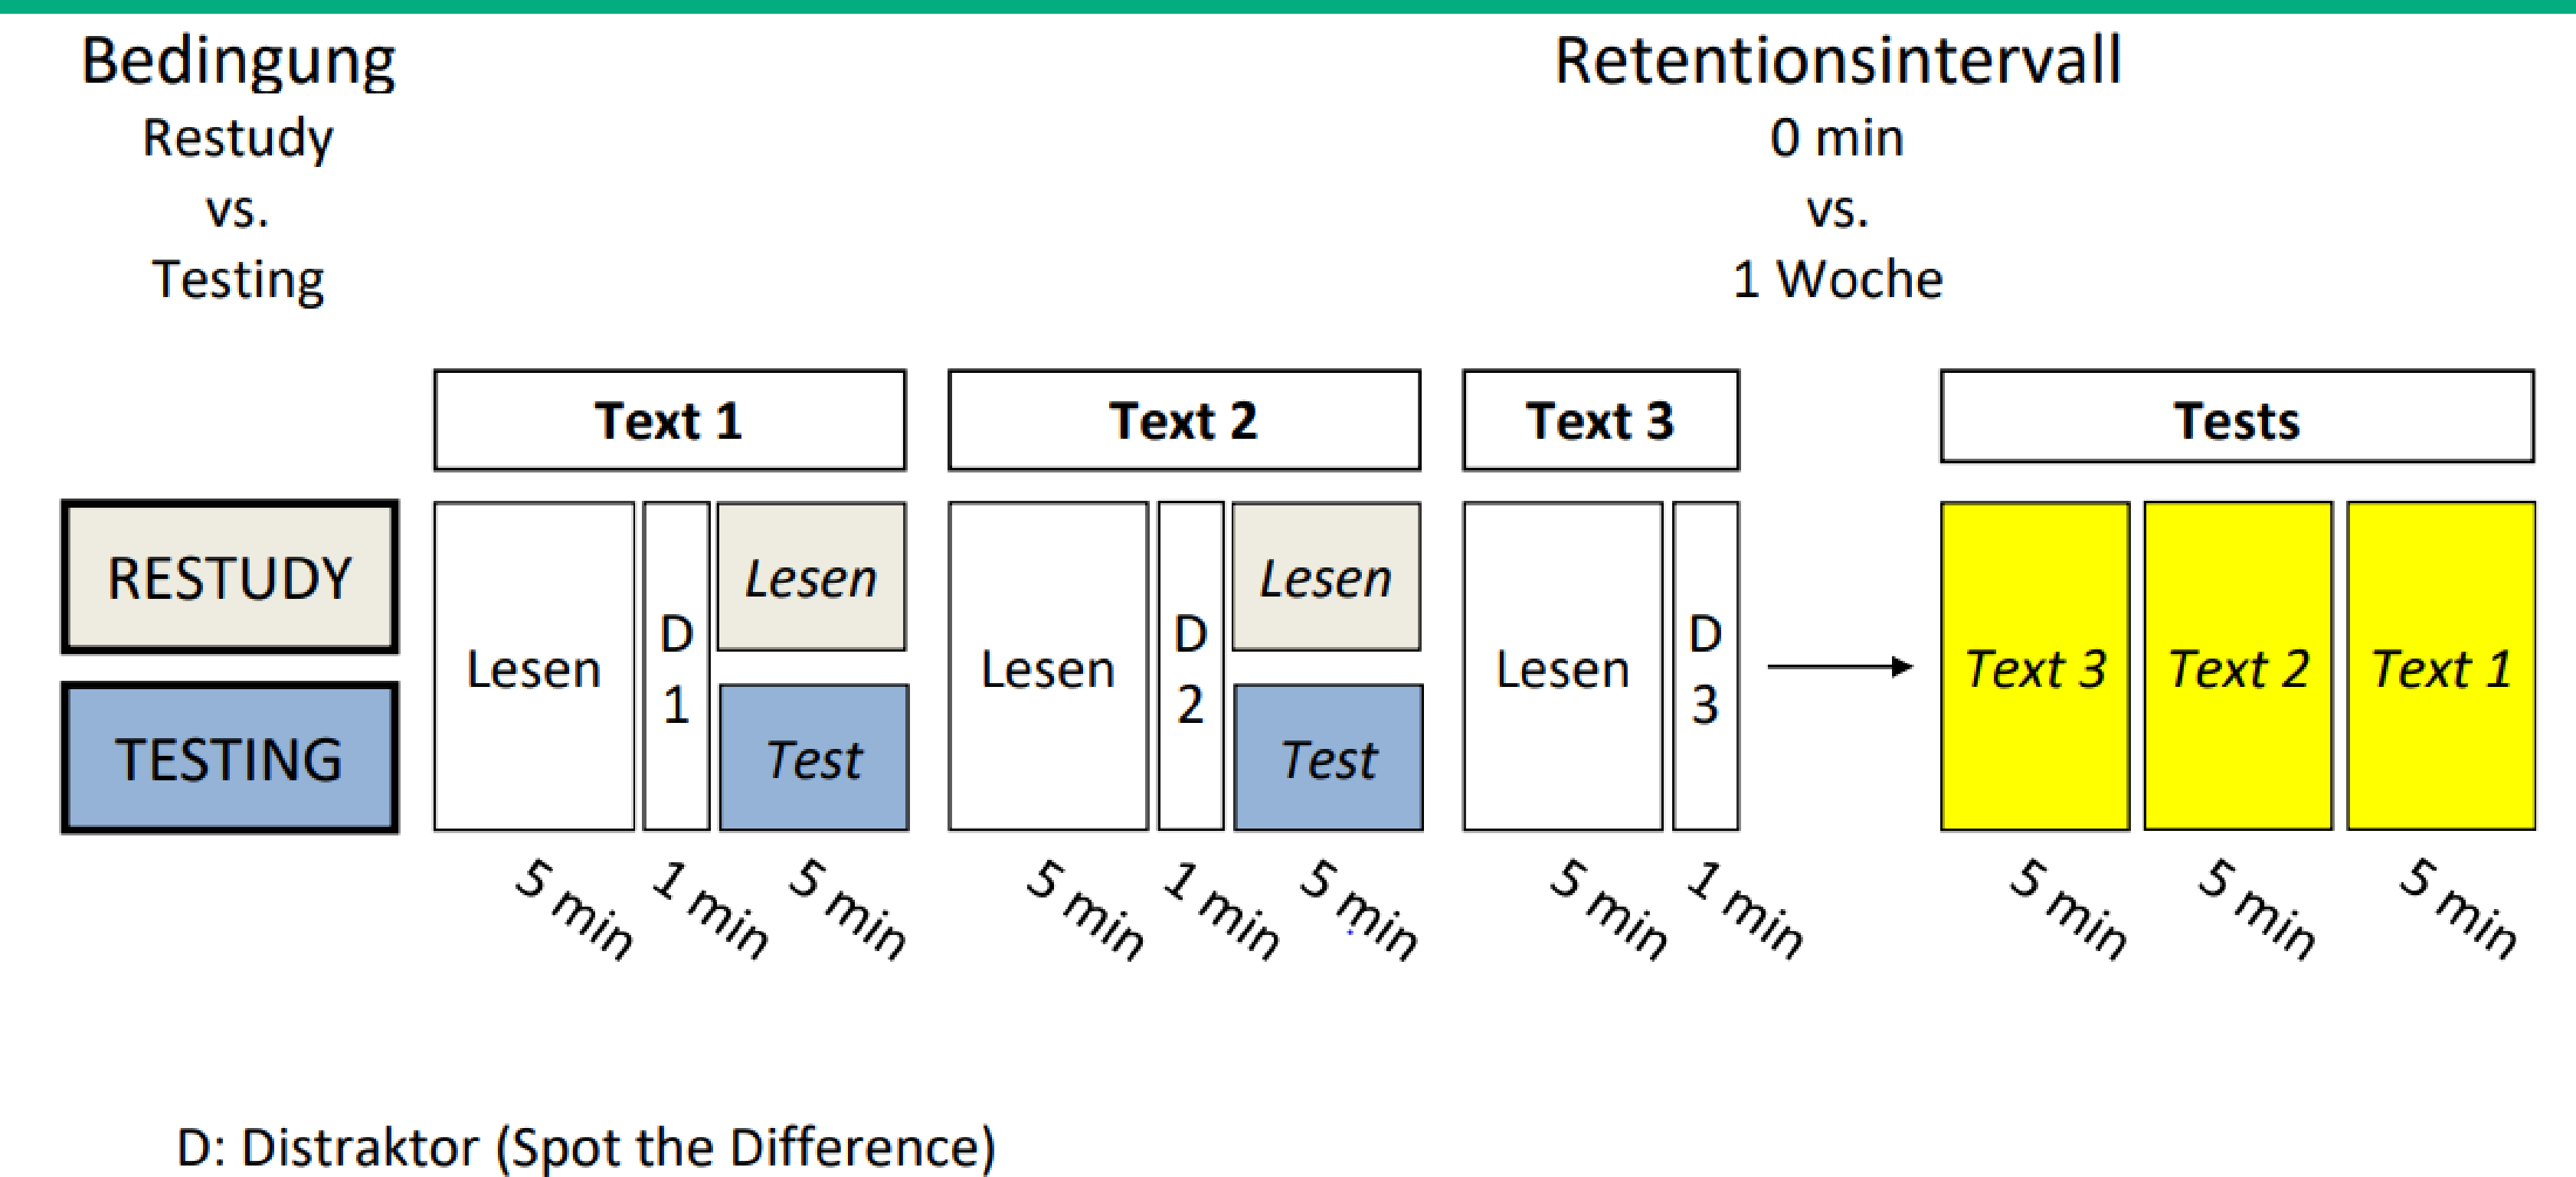 Bedingung
Restudy
vs.
Testing
Retentionsintervall
0 min
vs.
1 Woche
Text 1
Text 2
Text 3
Tests
RESTUDY
TESTING
Lesen
D
1
Lesen
Test
Lesen
D
2
Lesen
Test
Lesen
D
3
Text 3
Text 2
Text 1
5 min
1 min
5 min
5 min
1 min
5 min
5 min
1 min
5 min
5 min
5 min
D: Distraktor (Spot the Difference)